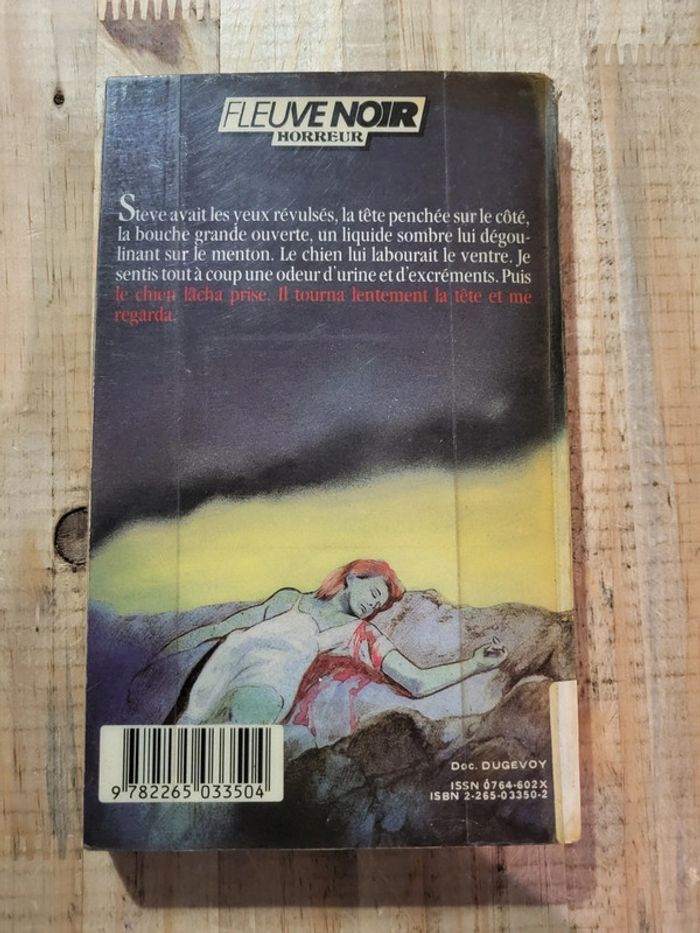 FLEUVE NOIR
HORREUR
Steve avait les yeux révulsés, la tête penchée sur le côté,
la bouche grande ouverte, un liquide sombre lui dégou-
linant sur le menton. Le chien lui labourait le ventre. Je
sentis tout à coup une odeur d'urine et d'excréments. Puis
le chien lâcha prise. Il tourna lentement la tête et me
regarda.
Doc. DUGEVOY
ISSN 0764-602X
ISBN 2-265-03350-2
9 782265 033504